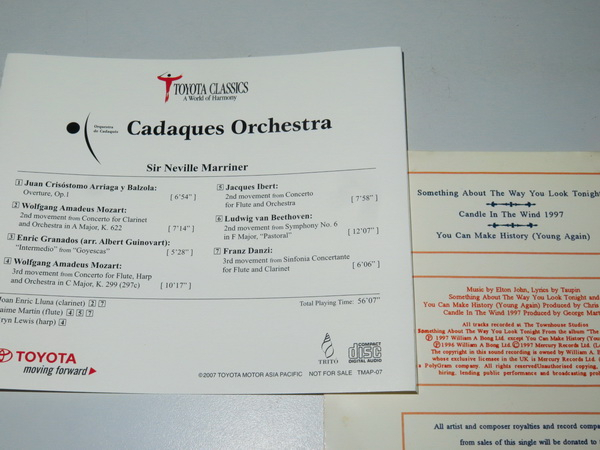 TOYOTA CLASSICS
A World of Harmony
Orquestra
de Cadaqués
Cadaques Orchestra
Sir Neville Marriner
1 Juan Crisóstomo Arriaga y Balzola:
Overture, Op.1 [ 6'54" ]
2 Wolfgang Amadeus Mozart:
2nd movement from Concerto for Clarinet
and Orchestra in A Major, K. 622 [ 7'14" ]
3 Enric Granados (arr. Albert Guinovart):
"Intermedio" from "Goyescas" [ 5'28" ]
4 Wolfgang Amadeus Mozart:
3rd movement from Concerto for Flute, Harp
and Orchestra in C Major, K. 299 (297c) [ 10'17" ]
5 Jacques Ibert:
2nd movement from Concerto
for Flute and Orchestra [ 7'58" ]
6 Ludwig van Beethoven:
2nd movement from Symphony No. 6
in F Major, "Pastoral" [ 12'07" ]
7 Franz Danzi:
3rd movement from Sinfonia Concertante
for Flute and Clarinet [ 6'06" ]
Joan Enric Lluna (clarinet) 2 7
aime Martín (flute) 4 5 7
ryn Lewis (harp) 4
Total Playing Time: 56'07"
TOYOTA
moving forward
TRITÓ
COMPACT
disc
DIGITAL AUDIO
©2007 TOYOTA MOTOR ASIA PACIFIC NOT FOR SALE TMAP-07
Something About The Way You Look Tonight
Candle In The Wind 1997
You Can Make History (Young Again)
Music by Elton John, Lyrics by Taupin
Something About The Way You Look Tonight and
You Can Make History (Young Again) Produced by Chris
Candle In The Wind 1997 Produced by George Mart
All tracks recorded at The Townhouse Studios
Something About The Way You Look Tonight From the album "The
℗ 1997 William A Bong Ltd. except You Can Make History (Yo
℗ 1996 William A Bong Ltd © 1997 Mercury Records Ltd. (L
The copyright in this sound recording is owned by William A B
whose exclusive licensee in the UK is Mercury Records Ltd. (
a PolyGram company. All rights reserved Unauthorised copying,
hiring, lending public performance and broadcasting prohi
All artist and composer royalties and record compa
from sales of this single will be donated to